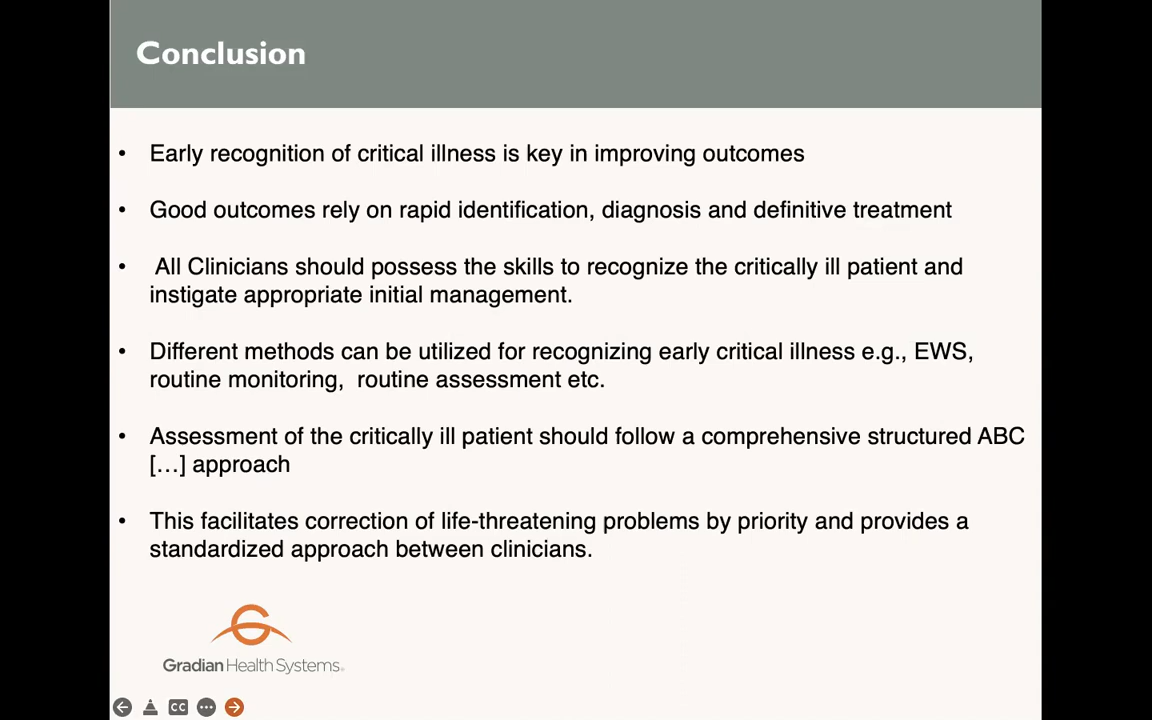 Conclusion
• Early recognition of critical illness is key in improving outcomes
• Good outcomes rely on rapid identification, diagnosis and definitive treatment
• All Clinicians should possess the skills to recognize the critically ill patient and
instigate appropriate initial management.
• Different methods can be utilized for recognizing early critical illness e.g., EWS,
routine monitoring, routine assessment etc.
• Assessment of the critically ill patient should follow a comprehensive structured ABC
[…] approach
• This facilitates correction of life-threatening problems by priority and provides a
standardized approach between clinicians.
Gradian Health Systems
CC